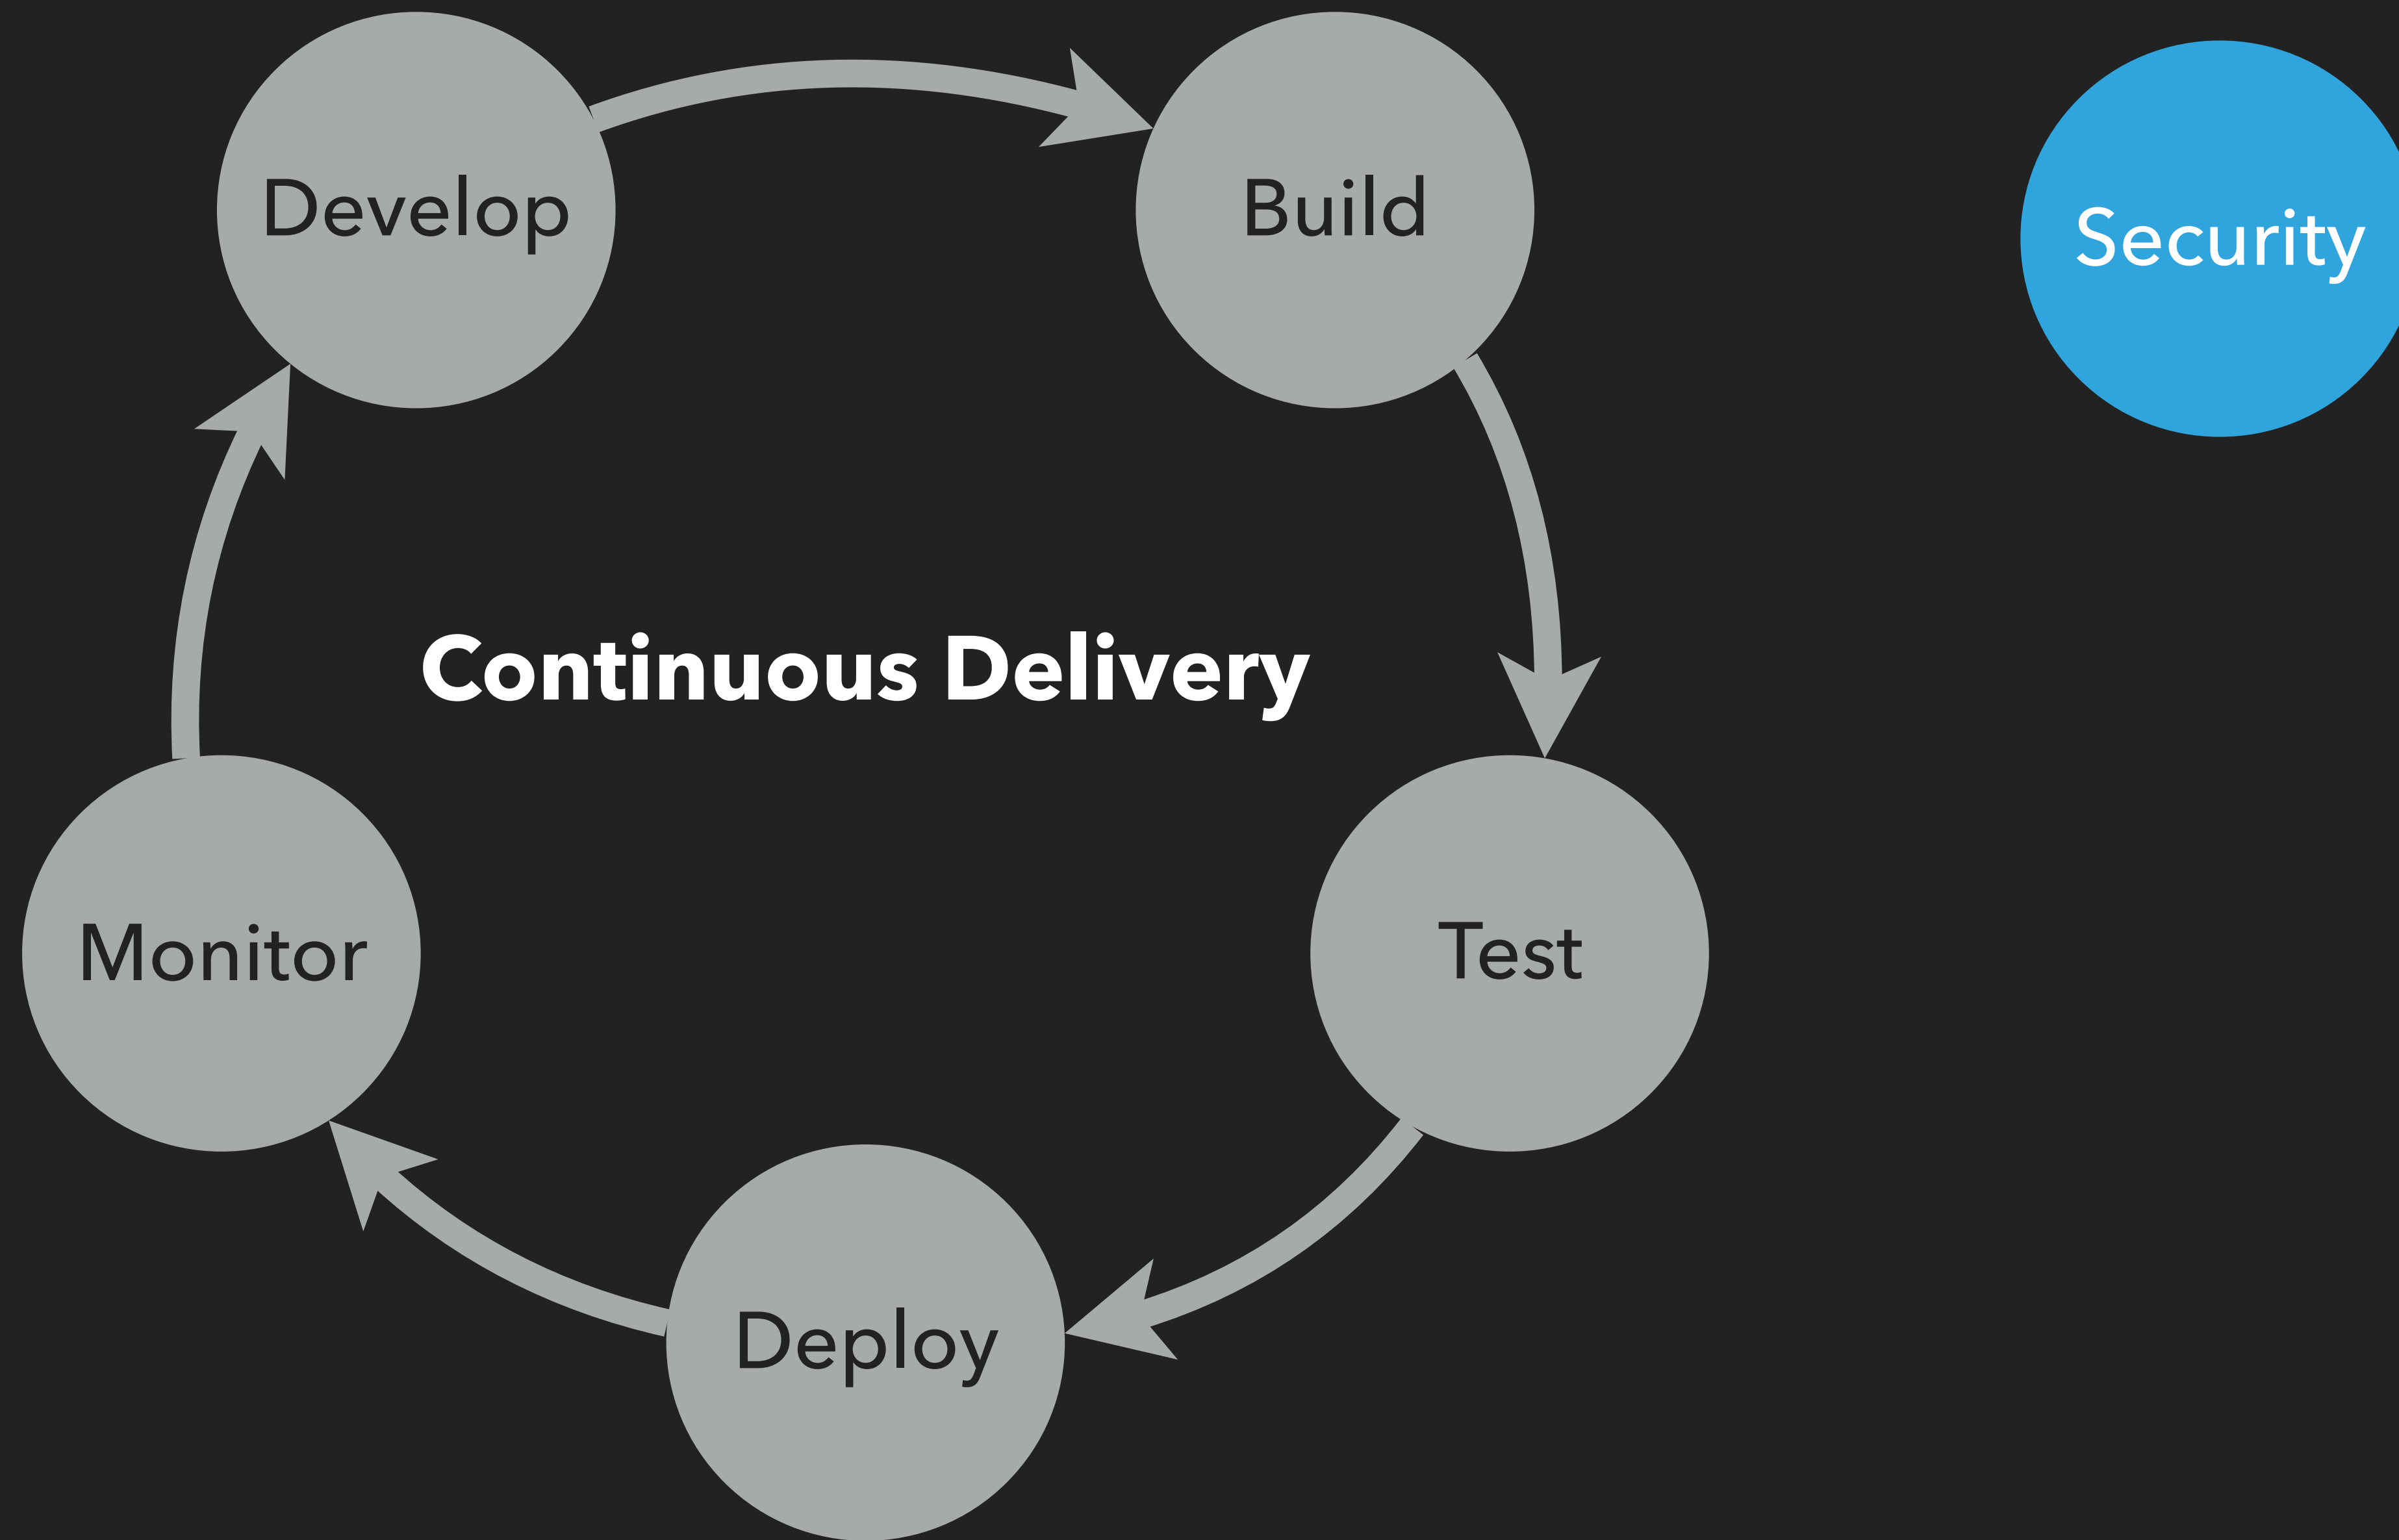 Develop
Build
Security
Continuous Delivery
Monitor
Test
Deploy